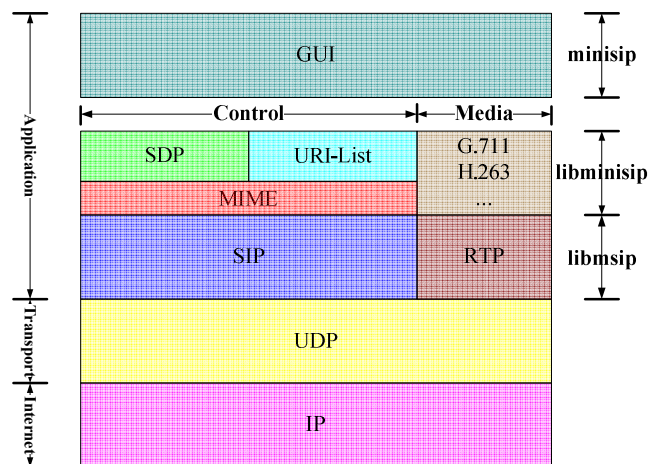 GUI
minisip
Control
Media
Application
SDP
URI-List
G.711
H.263
...
libminisip
MIME
SIP
RTP
libmsip
Transport
UDP
Internet
IP